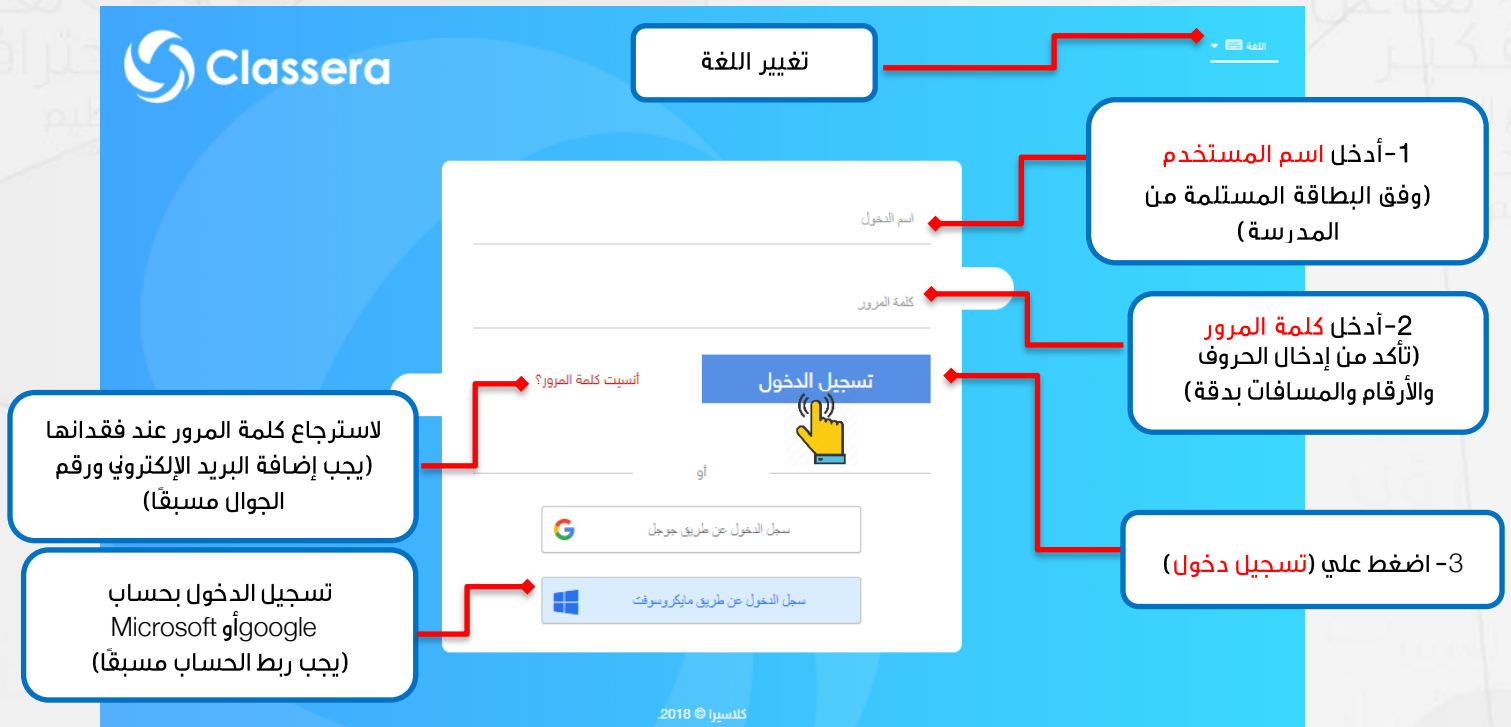 Classera
تغيير اللغة
اللغة
1-أدخل اسم المستخدم
(وفق البطاقة المستلمة من
المدرسة)
اسم الدخول
2-أدخل كلمة المرور
(تأكد من إدخال الحروف
والأرقام والمسافات بدقة)
كلمة المرور
تسجيل الدخول
أنسيت كلمة المرور؟
لاسترجاع كلمة المرور عند فقدانها
(يجب إضافة البريد الإلكتروني ورقم
الجوال مسبقًا)
أو
3- اضغط علي (تسجيل دخول)
سجل الدخول عن طريق جوجل
سجل الدخول عن طريق مايكروسوفت
تسجيل الدخول بحساب
googleأو Microsoft
(يجب ربط الحساب مسبقًا)
كلاسيرا © 2018.